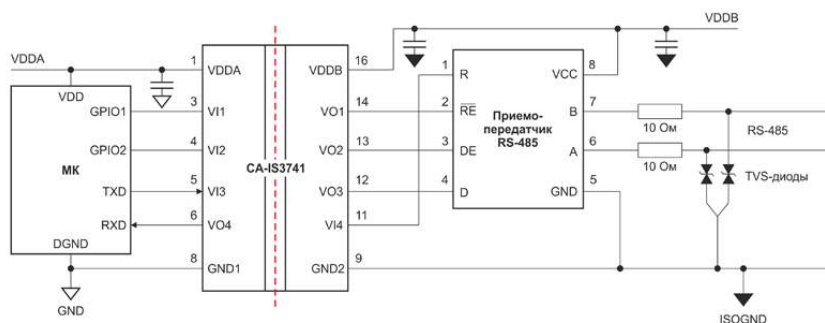 VDDB
VDDA
1
VDDA
VDDB
16
1
R
VCC
8
VDD
GPIO1
3
VI1
VO1
14
2
RE
Приемо-
передатчик
RS-485
B
7
10 Ом
RS-485
GPIO2
4
VI2
VO2
13
3
DE
A
6
10 Ом
МК
CA-IS3741
TVS-диоды
TXD
5
VI3
VO3
12
4
D
GND
5
RXD
6
VO4
VI4
11
DGND
8
GND1
GND2
9
GND
ISOGND